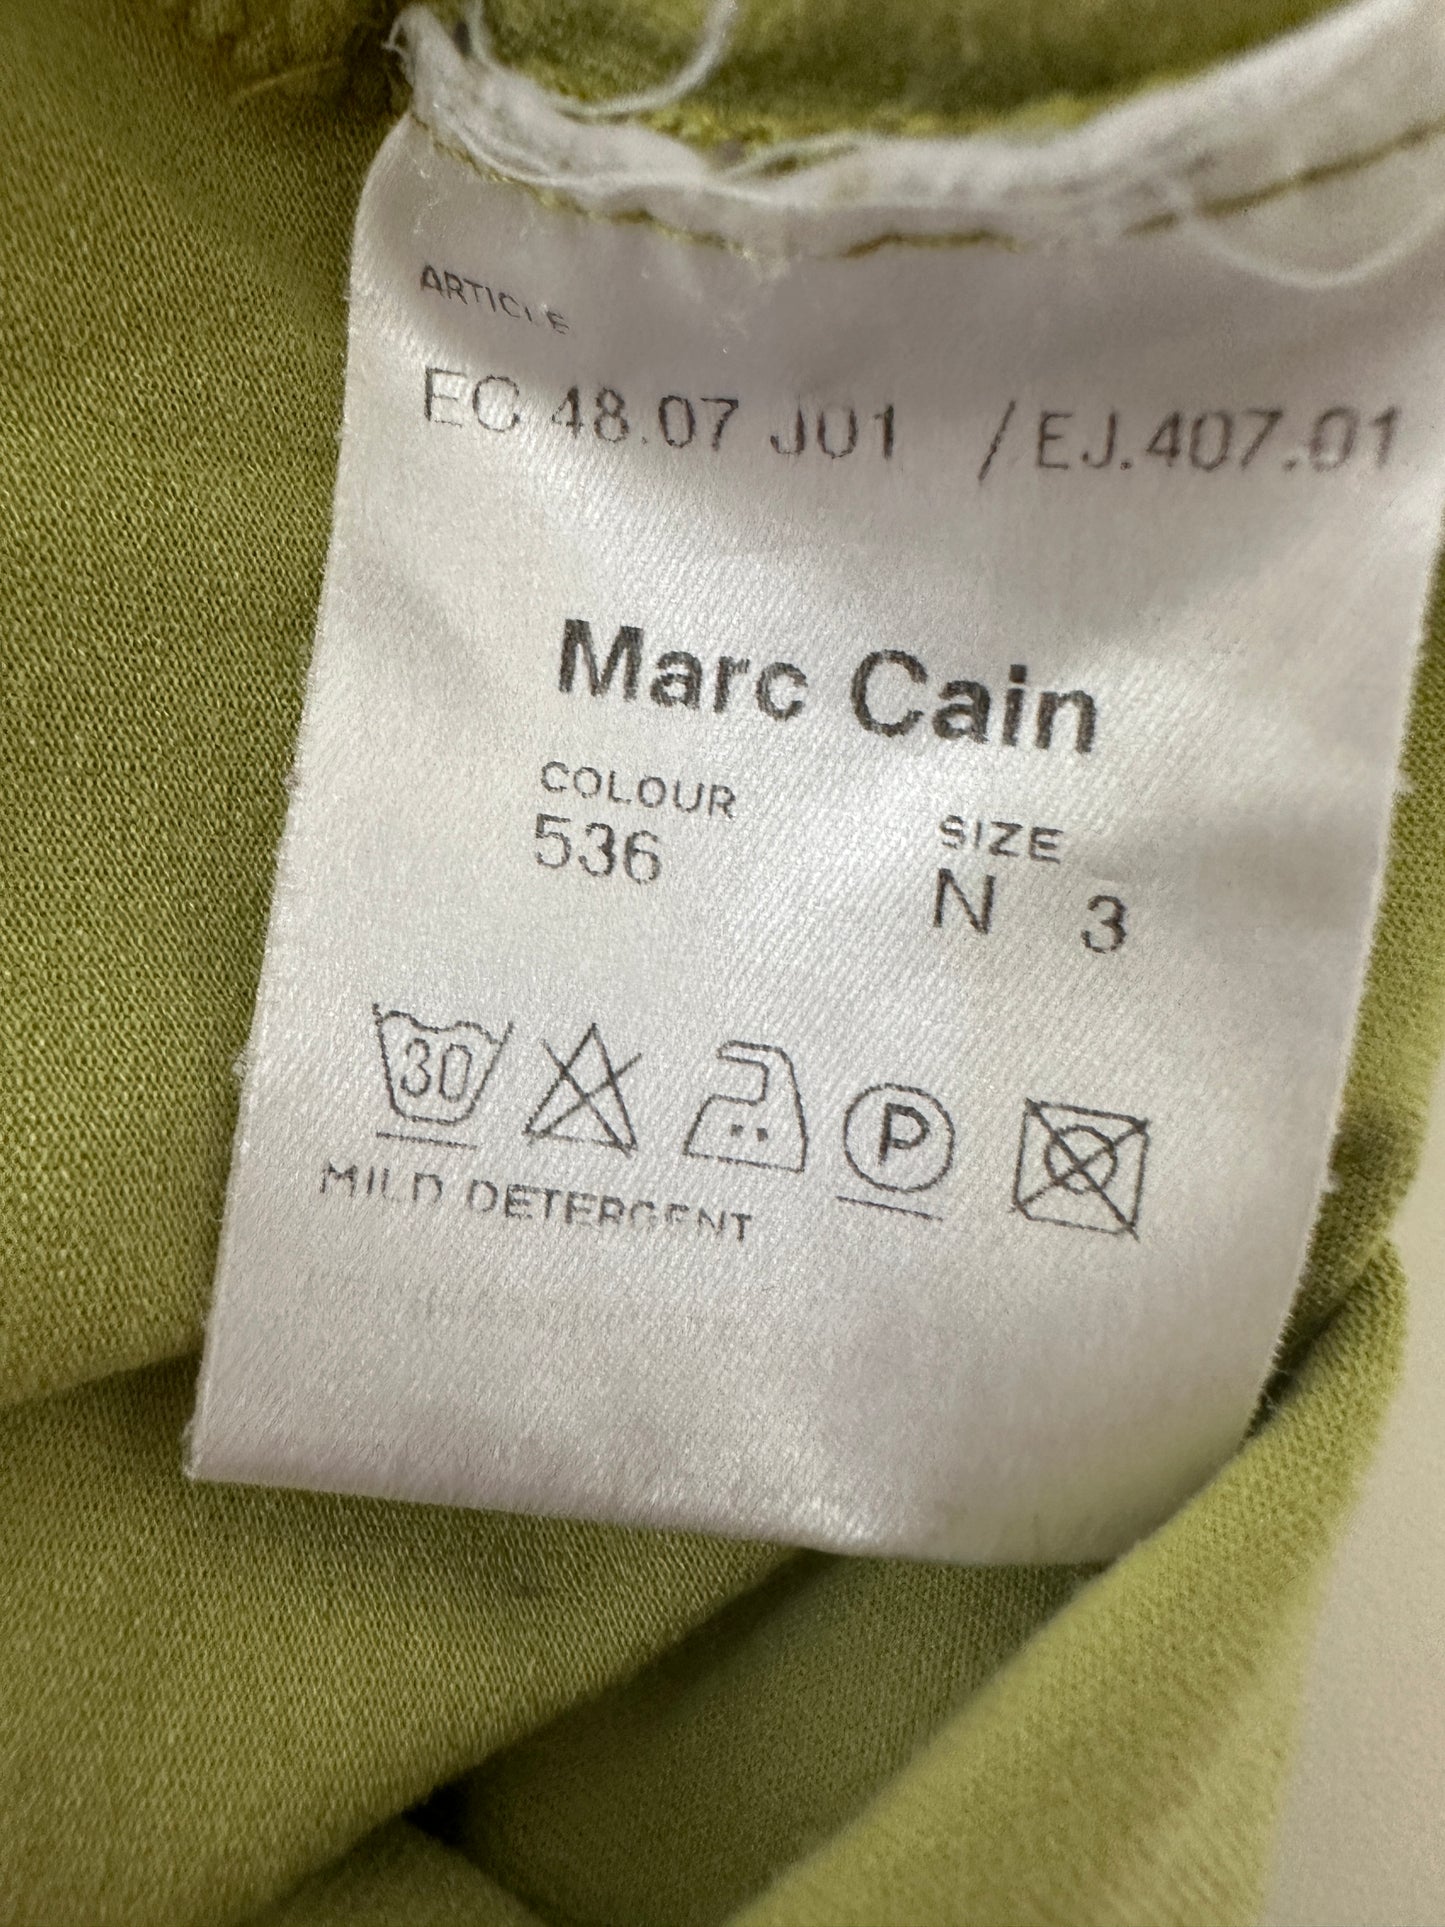 ARTICLE
EC 48.07 J01 / EJ.407.01
Marc Cain
COLOUR SIZE
536 N 3
30 P
MILD DETERGENT